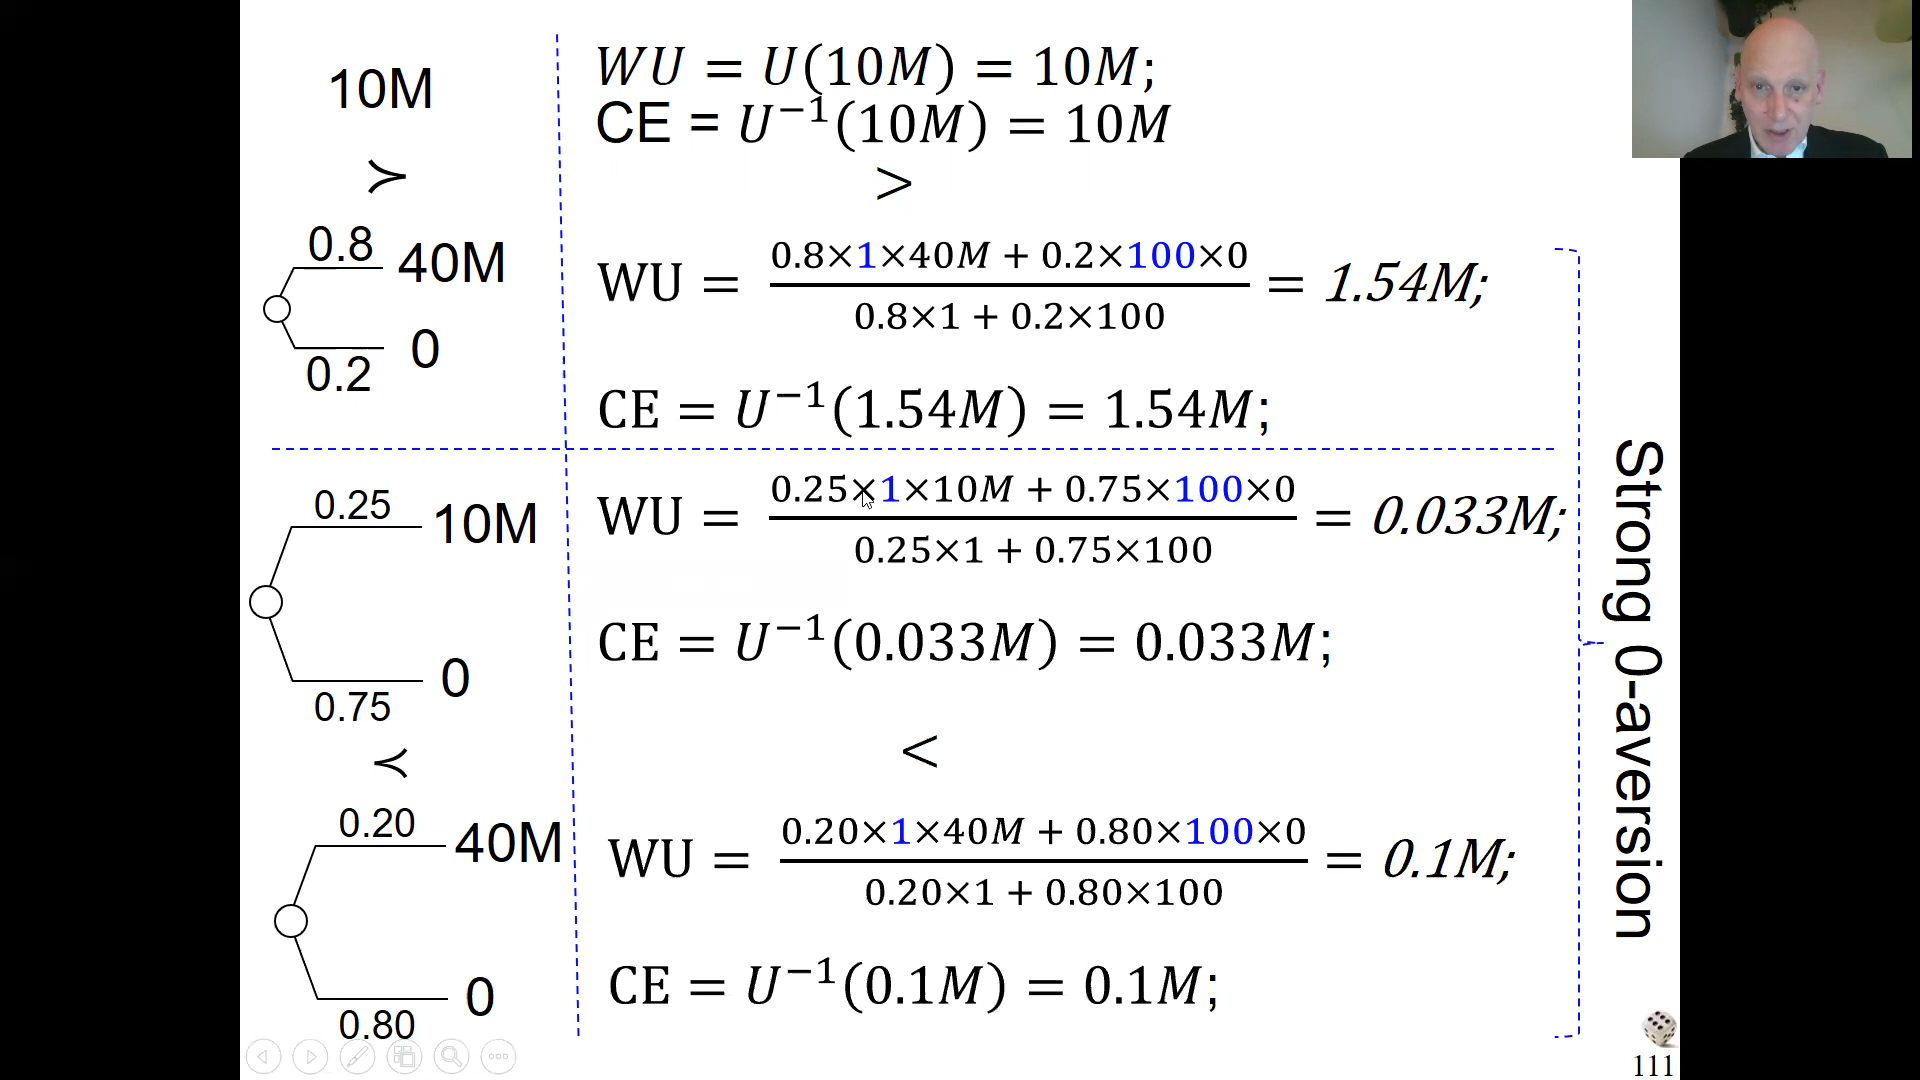 10M
WU = U(10M) = 10M;
CE = U⁻¹(10M) = 10M
≻
>
0.8
40M
0
0.2
WU = (0.8×1×40M + 0.2×100×0) / (0.8×1 + 0.2×100) = 1.54M;
CE = U⁻¹(1.54M) = 1.54M;
0.25
10M
0
0.75
WU = (0.25×1×10M + 0.75×100×0) / (0.25×1 + 0.75×100) = 0.033M;
CE = U⁻¹(0.033M) = 0.033M;
≺
<
0.20
40M
0
0.80
WU = (0.20×1×40M + 0.80×100×0) / (0.20×1 + 0.80×100) = 0.1M;
CE = U⁻¹(0.1M) = 0.1M;
Strong 0-aversion
111